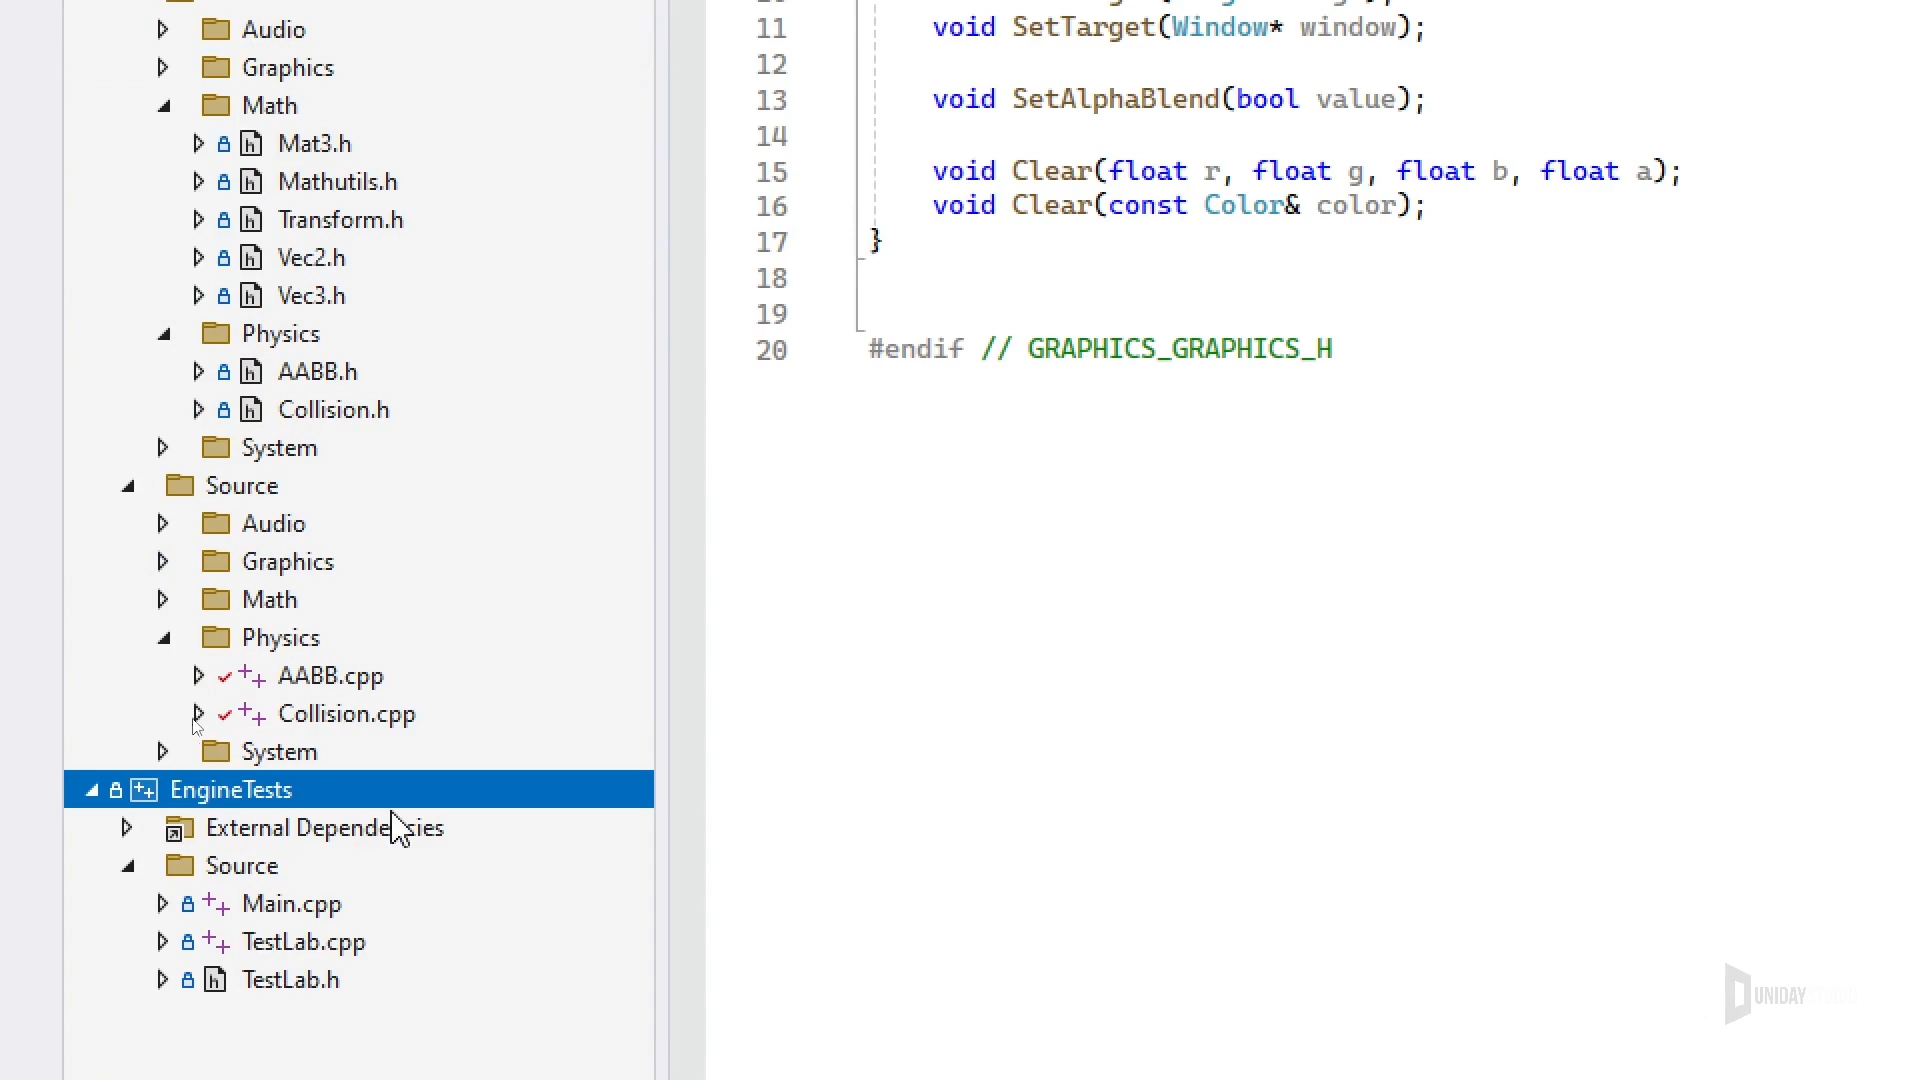 Audio
Graphics
Math
Mat3.h
Mathutils.h
Transform.h
Vec2.h
Vec3.h
Physics
AABB.h
Collision.h
System
Source
Audio
Graphics
Math
Physics
AABB.cpp
Collision.cpp
System
EngineTests
External Dependencies
Source
Main.cpp
TestLab.cpp
TestLab.h
11 void SetTarget(Window* window);
12
13 void SetAlphaBlend(bool value);
14
15 void Clear(float r, float g, float b, float a);
16 void Clear(const Color& color);
17 }
18
19
20 #endif // GRAPHICS_GRAPHICS_H
UNIDAY STUDIO